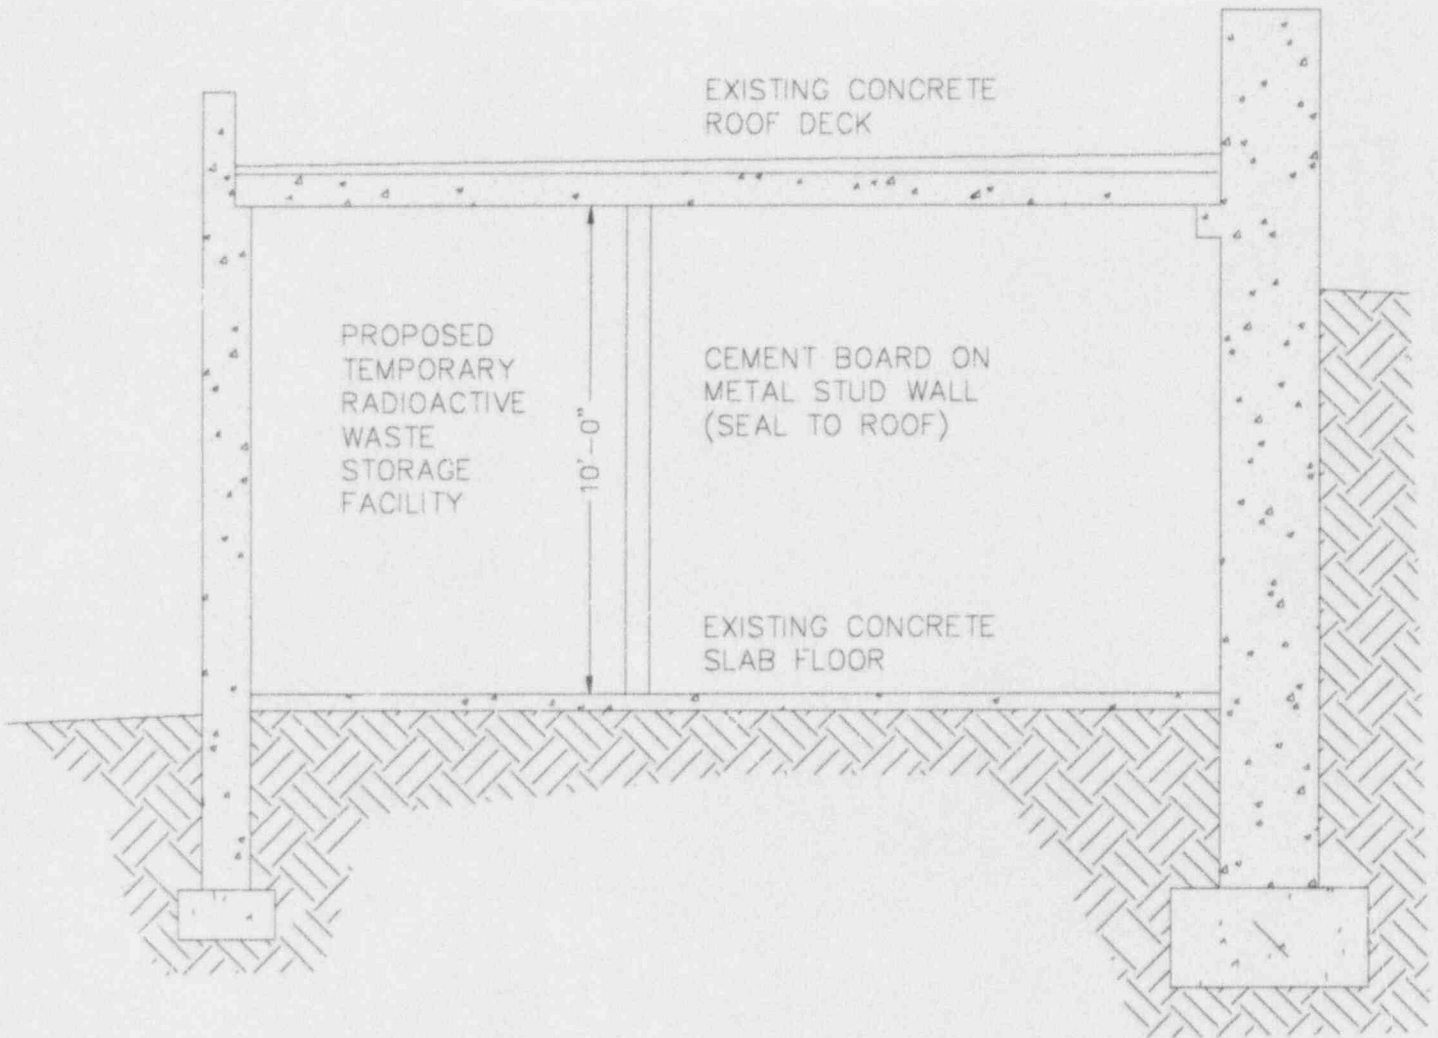 EXISTING CONCRETE
ROOF DECK
PROPOSED
TEMPORARY
RADIOACTIVE
WASTE
STORAGE
FACILITY
10'-0"
CEMENT BOARD ON
METAL STUD WALL
(SEAL TO ROOF)
EXISTING CONCRETE
SLAB FLOOR